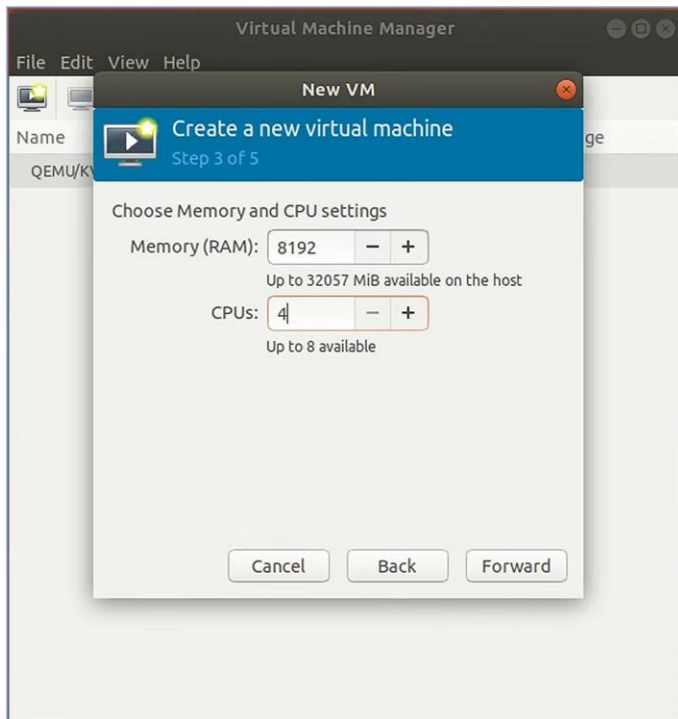 Virtual Machine Manager
File Edit View Help
New VM
Create a new virtual machine
Step 3 of 5
Name
QEMU/K
Choose Memory and CPU settings
Memory (RAM): 8192 − +
Up to 32057 MiB available on the host
CPUs: 4 − +
Up to 8 available
Cancel Back Forward